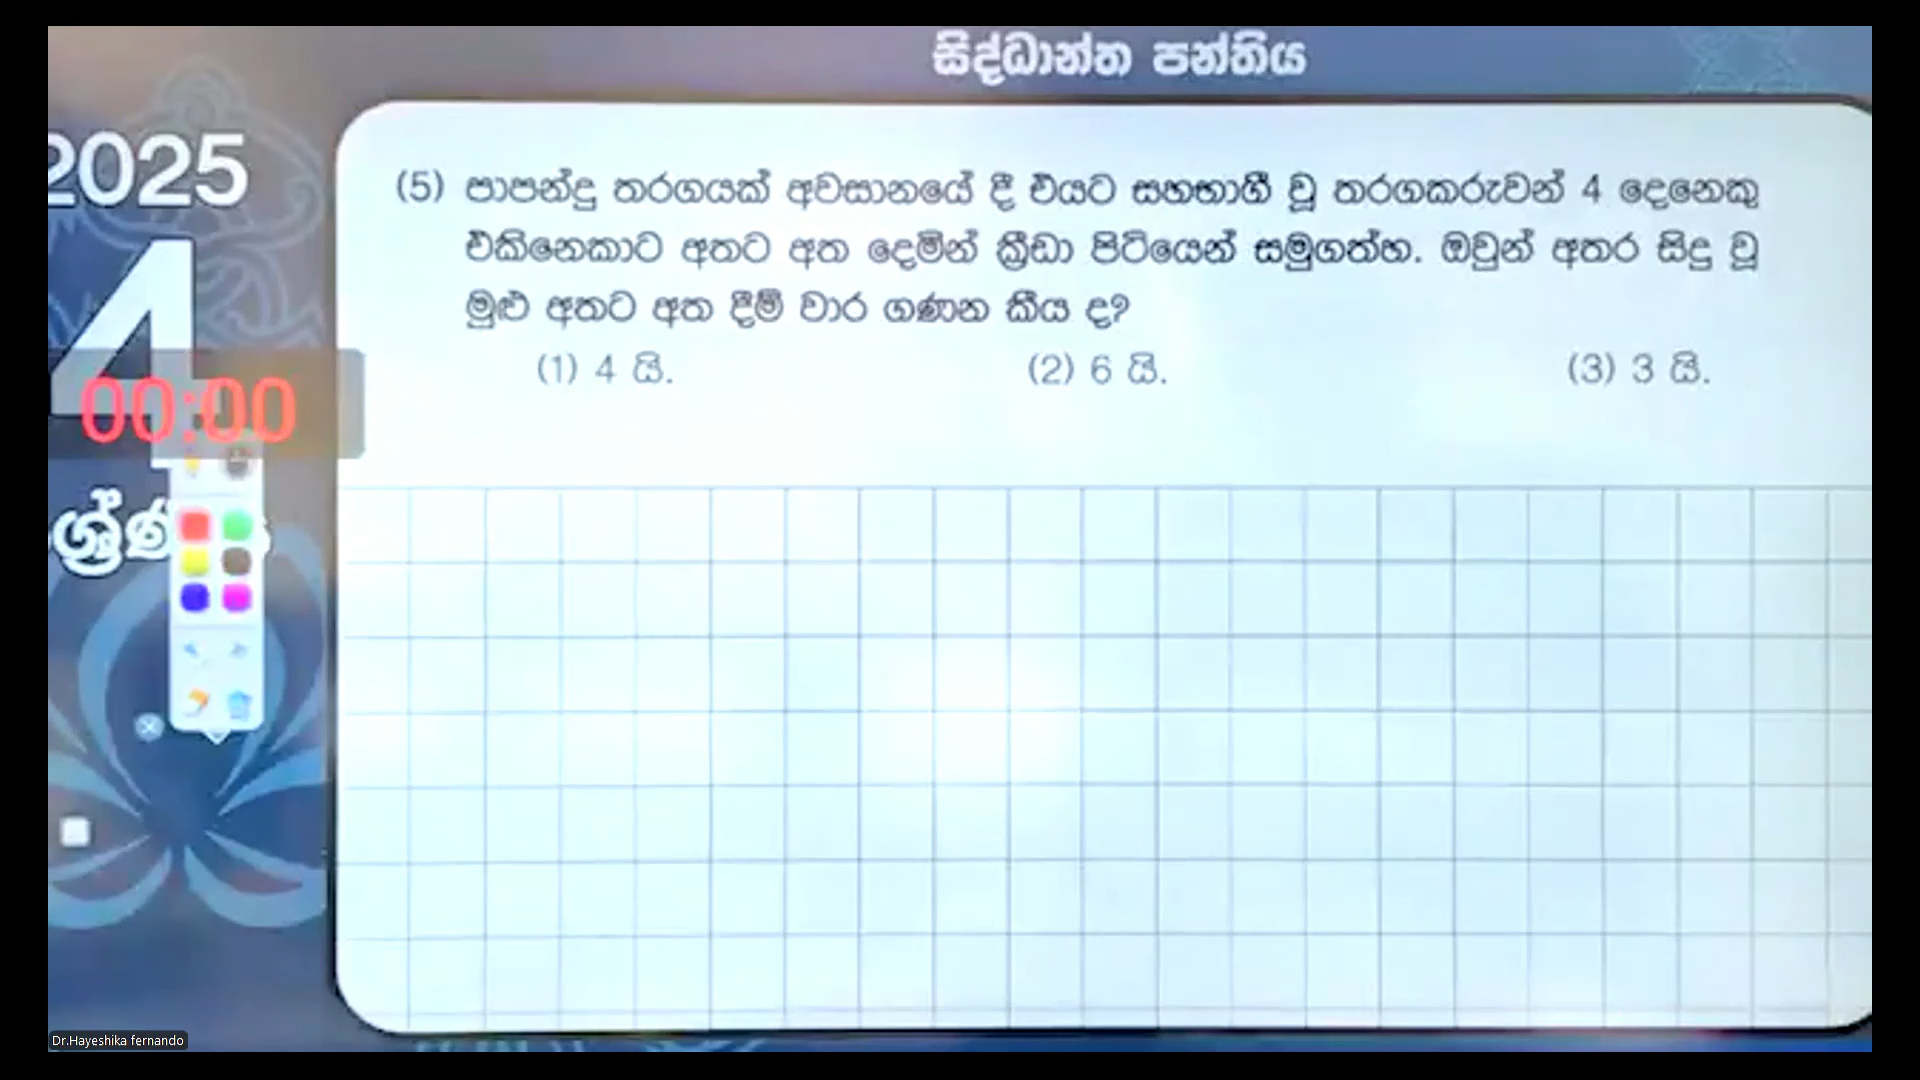 සිද්ධාන්ත පන්තිය
2025
4
ශ්‍රේණිය
00:00
(5) පාපන්දු තරගයක් අවසානයේ දී එයට සහභාගී වූ තරගකරුවන් 4 දෙනෙකු
එකිනෙකාට අතට අත දෙමින් ක්‍රීඩා පිටියෙන් සමුගත්හ. ඔවුන් අතර සිදු වූ
මුළු අතට අත දීම් වාර ගණන කීය ද?
(1) 4 යි. (2) 6 යි. (3) 3 යි.
Dr.Hayeshika fernando